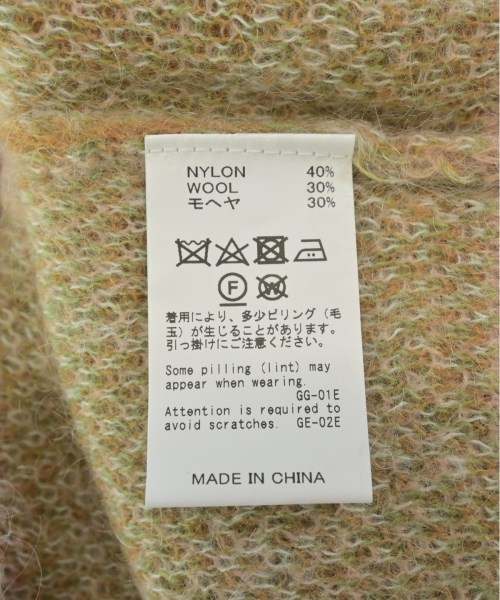 NYLON 40%
WOOL 30%
モヘヤ 30%
F W
着用により、多少ピリング（毛
玉）が生じることがあります。
引っ掛けにご注意ください。
Some pilling (lint) may
appear when wearing.
GG-01E
Attention is required to
avoid scratches. GE-02E
MADE IN CHINA